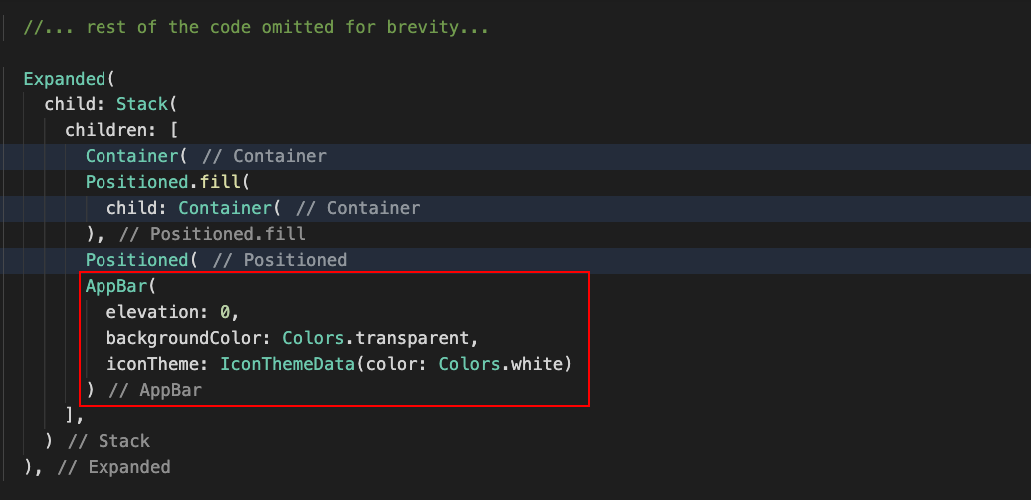 //... rest of the code omitted for brevity...
Expanded(
child: Stack(
children: [
Container( // Container
Positioned.fill(
child: Container( // Container
), // Positioned.fill
Positioned( // Positioned
AppBar(
elevation: 0,
backgroundColor: Colors.transparent,
iconTheme: IconThemeData(color: Colors.white)
) // AppBar
],
) // Stack
), // Expanded